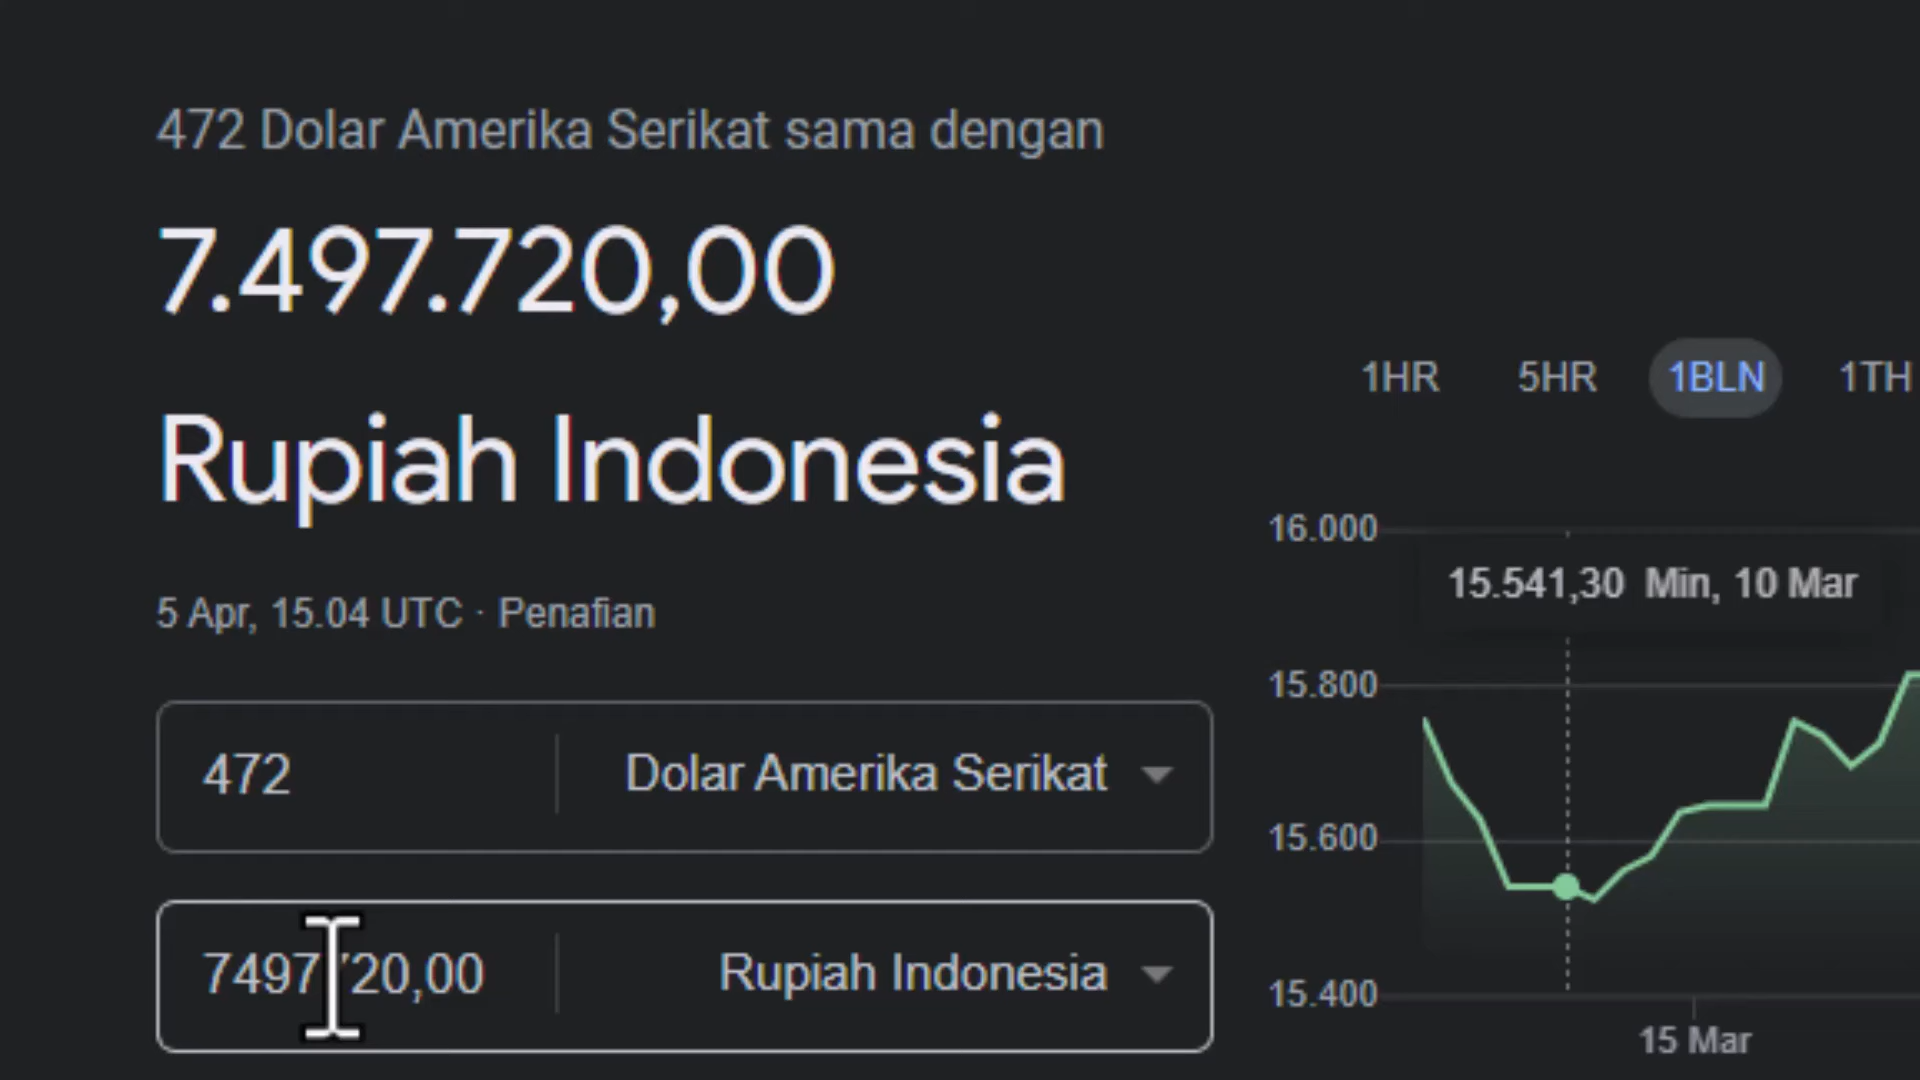 472 Dolar Amerika Serikat sama dengan
7.497.720,00
Rupiah Indonesia
5 Apr, 15.04 UTC · Penafian
472 Dolar Amerika Serikat
7497720,00 Rupiah Indonesia
1HR 5HR 1BLN 1TH
16.000
15.541,30 Min, 10 Mar
15.800
15.600
15.400
15 Mar